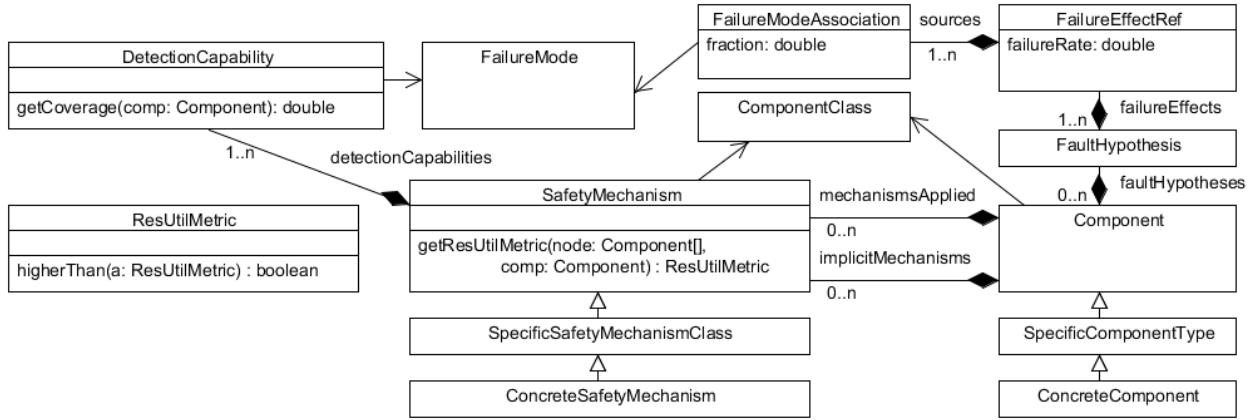 FailureModeAssociation
fraction: double
sources
1..n
FailureEffectRef
failureRate: double
DetectionCapability
getCoverage(comp: Component): double
FailureMode
ComponentClass
1..n
failureEffects
FaultHypothesis
1..n
detectionCapabilities
faultHypotheses
0..n
SafetyMechanism
getResUtilMetric(node: Component[],
comp: Component) : ResUtilMetric
mechanismsApplied
0..n
implicitMechanisms
0..n
Component
ResUtilMetric
higherThan(a: ResUtilMetric) : boolean
SpecificSafetyMechanismClass
SpecificComponentType
ConcreteSafetyMechanism
ConcreteComponent